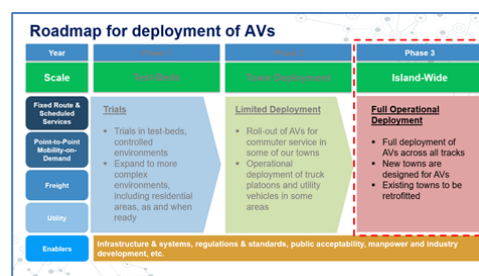 Roadmap for deployment of AVs
Year
Phase 3
Scale
Test-Beds
Town Deployment
Island-Wide
Fixed Route &
Scheduled
Services
Point-to-Point
Mobility-on-
Demand
Freight
Utility
Trials
• Trials in test-beds,
controlled
environments
• Expand to more
complex
environments,
including residential
areas, as and when
ready
Limited Deployment
• Roll-out of AVs for
commuter service in
some of our towns
• Operational
deployment of truck
platoons and utility
vehicles in some
areas
Full Operational
Deployment
• Full deployment of
AVs across all tracks
• New towns are
designed for AVs
• Existing towns to be
retrofitted
Enablers
Infrastructure & systems, regulations & standards, public acceptability, manpower and industry
development, etc.